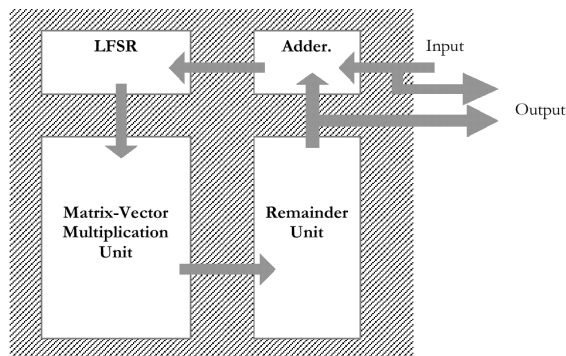 LFSR
Adder.
Input
Output
Matrix-Vector
Multiplication
Unit
Remainder
Unit